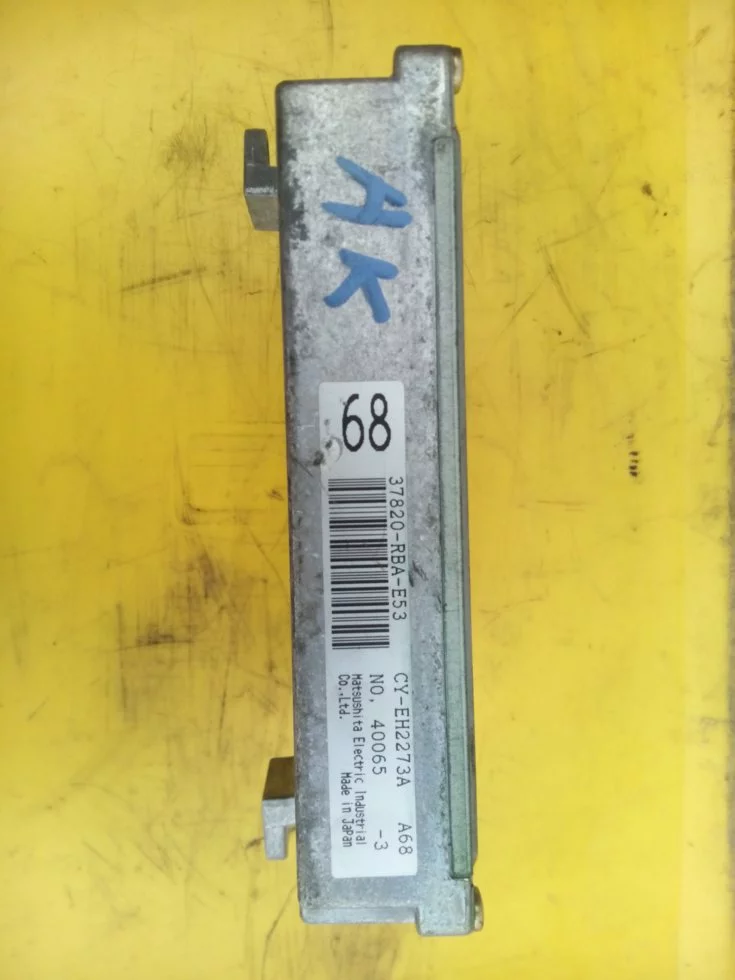 HK
68
37820-RBA-E53
CY-EH2273A A68
NO, 40065 -3
Matsushita Electric Industrial
Co.,Ltd. Made in Japan